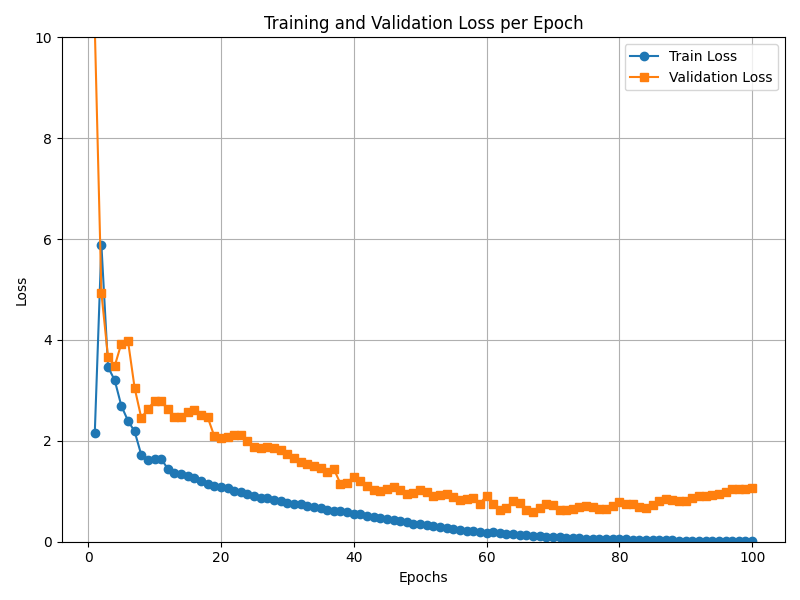 Training and Validation Loss per Epoch
Train Loss
Validation Loss
10
8
6
4
2
0
Loss
0 20 40 60 80 100
Epochs